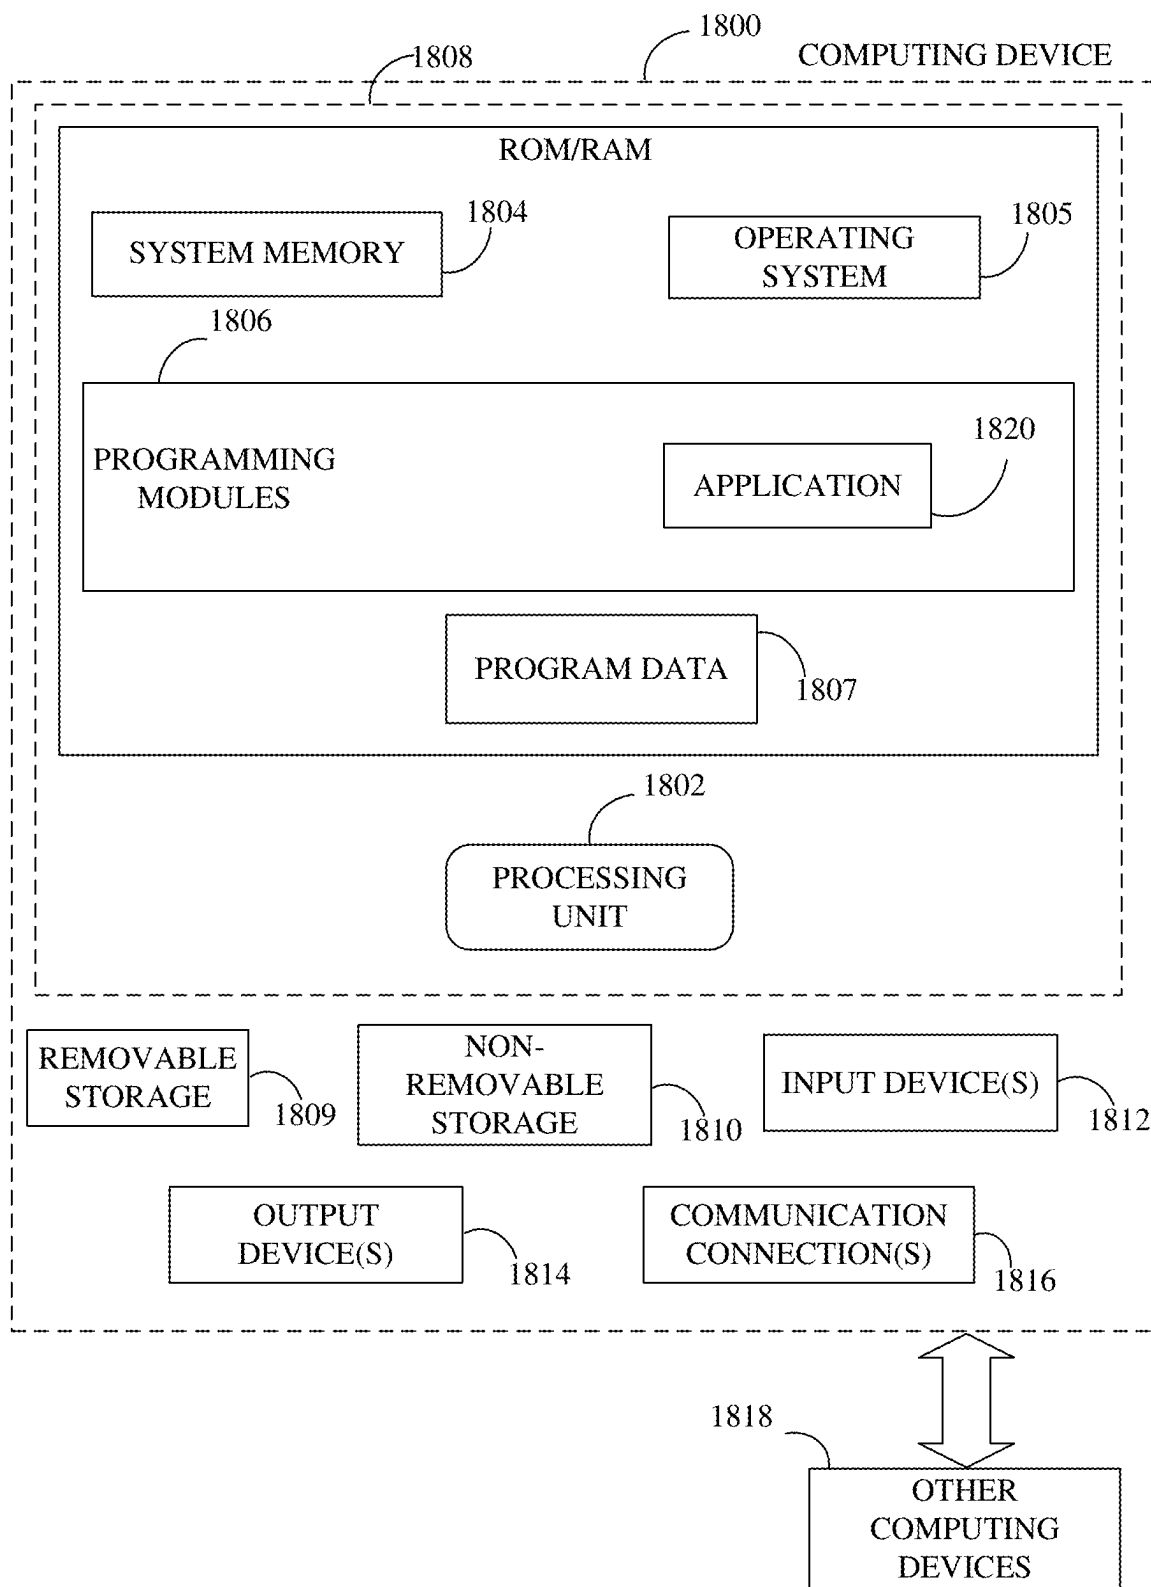 1800
COMPUTING DEVICE
1808
ROM/RAM
1804
SYSTEM MEMORY
1805
OPERATING
SYSTEM
1806
PROGRAMMING
MODULES
1820
APPLICATION
PROGRAM DATA
1807
1802
PROCESSING
UNIT
REMOVABLE
STORAGE
1809
NON-
REMOVABLE
STORAGE
1810
INPUT DEVICE(S)
1812
OUTPUT
DEVICE(S)
1814
COMMUNICATION
CONNECTION(S)
1816
1818
OTHER
COMPUTING
DEVICES